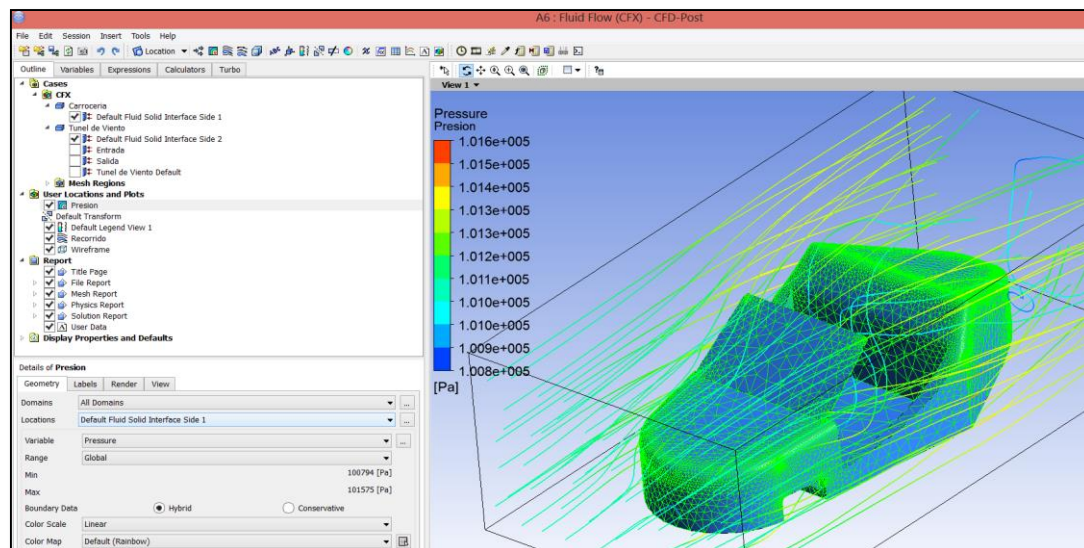 A6 : Fluid Flow (CFX) - CFD-Post
File Edit Session Insert Tools Help
Location
Outline Variables Expressions Calculators Turbo
Cases
CFX
Carroceria
Default Fluid Solid Interface Side 1
Tunel de Viento
Default Fluid Solid Interface Side 2
Entrada
Salida
Tunel de Viento Default
Mesh Regions
User Locations and Plots
Presion
Default Transform
Default Legend View 1
Recorrido
Wireframe
Report
Title Page
File Report
Mesh Report
Physics Report
Solution Report
A User Data
Display Properties and Defaults
Details of Presion
Geometry Labels Render View
Domains All Domains ...
Locations Default Fluid Solid Interface Side 1 ...
Variable Pressure ...
Range Global
Min 100794 [Pa]
Max 101575 [Pa]
Boundary Data Hybrid Conservative
Color Scale Linear
Color Map Default (Rainbow)
View 1
Pressure
Presion
1.016e+005
1.015e+005
1.014e+005
1.013e+005
1.012e+005
1.011e+005
1.010e+005
1.010e+005
1.009e+005
1.008e+005
[Pa]